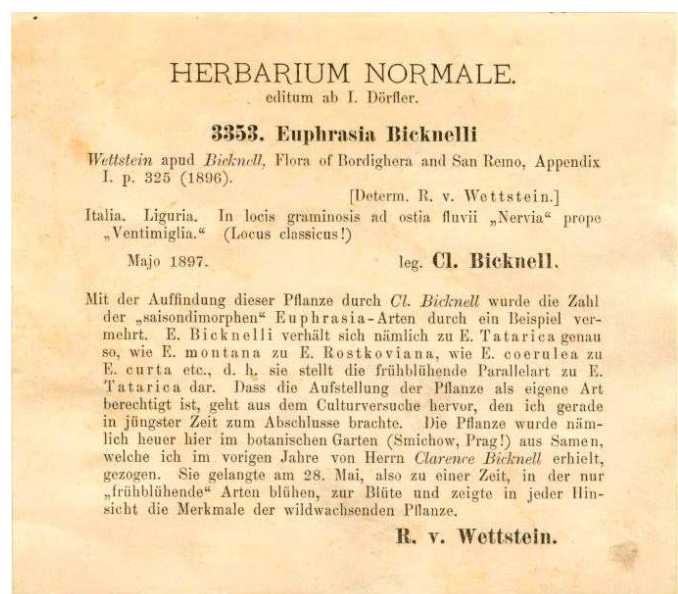 HERBARIUM NORMALE.
editum ab I. Dörfler.
3353. Euphrasia Bicknelli
Wettstein apud Bicknell, Flora of Bordighera and San Remo, Appendix
I. p. 325 (1896).
[Determ. R. v. Wettstein.]
Italia. Liguria. In locis graminosis ad ostia fluvii „Nervia“ prope
„Ventimiglia.“ (Locus classicus!)
Majo 1897. leg. Cl. Bicknell.
Mit der Auffindung dieser Pflanze durch Cl. Bicknell wurde die Zahl
der „saisondimorphen“ Euphrasia-Arten durch ein Beispiel ver-
mehrt. E. Bicknelli verhält sich nämlich zu E. Tatarica genau
so, wie E. montana zu E. Rostkoviana, wie E. coerulea zu
E. curta etc., d. h. sie stellt die frühblühende Parallelart zu E.
Tatarica dar. Dass die Aufstellung der Pflanze als eigene Art
berechtigt ist, geht aus dem Culturversuche hervor, den ich gerade
in jüngster Zeit zum Abschlusse brachte. Die Pflanze wurde näm-
lich heuer hier im botanischen Garten (Smichow, Prag!) aus Samen,
welche ich im vorigen Jahre von Herrn Clarence Bicknell erhielt,
gezogen. Sie gelangte am 28. Mai, also zu einer Zeit, in der nur
„frühblühende“ Arten blühen, zur Blüte und zeigte in jeder Hin-
sicht die Merkmale der wildwachsenden Pflanze.
R. v. Wettstein.